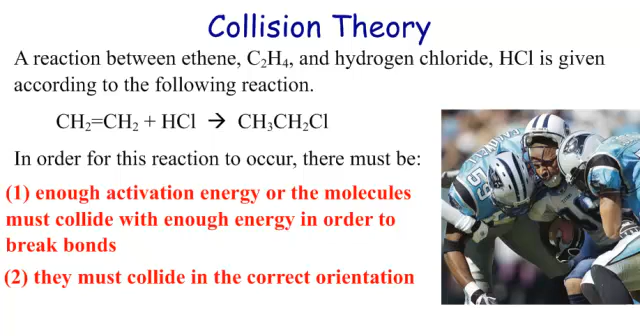 Collision Theory
A reaction between ethene, C₂H₄, and hydrogen chloride, HCl is given
according to the following reaction.
CH₂=CH₂ + HCl → CH₃CH₂Cl
In order for this reaction to occur, there must be:
(1) enough activation energy or the molecules
must collide with enough energy in order to
break bonds
(2) they must collide in the correct orientation
59